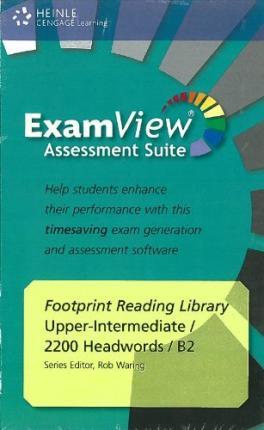 HEINLE
CENGAGE Learning™
ExamView®
Assessment Suite
Help students enhance
their performance with this
timesaving exam generation
and assessment software
Footprint Reading Library
Upper-Intermediate /
2200 Headwords / B2
Series Editor, Rob Waring